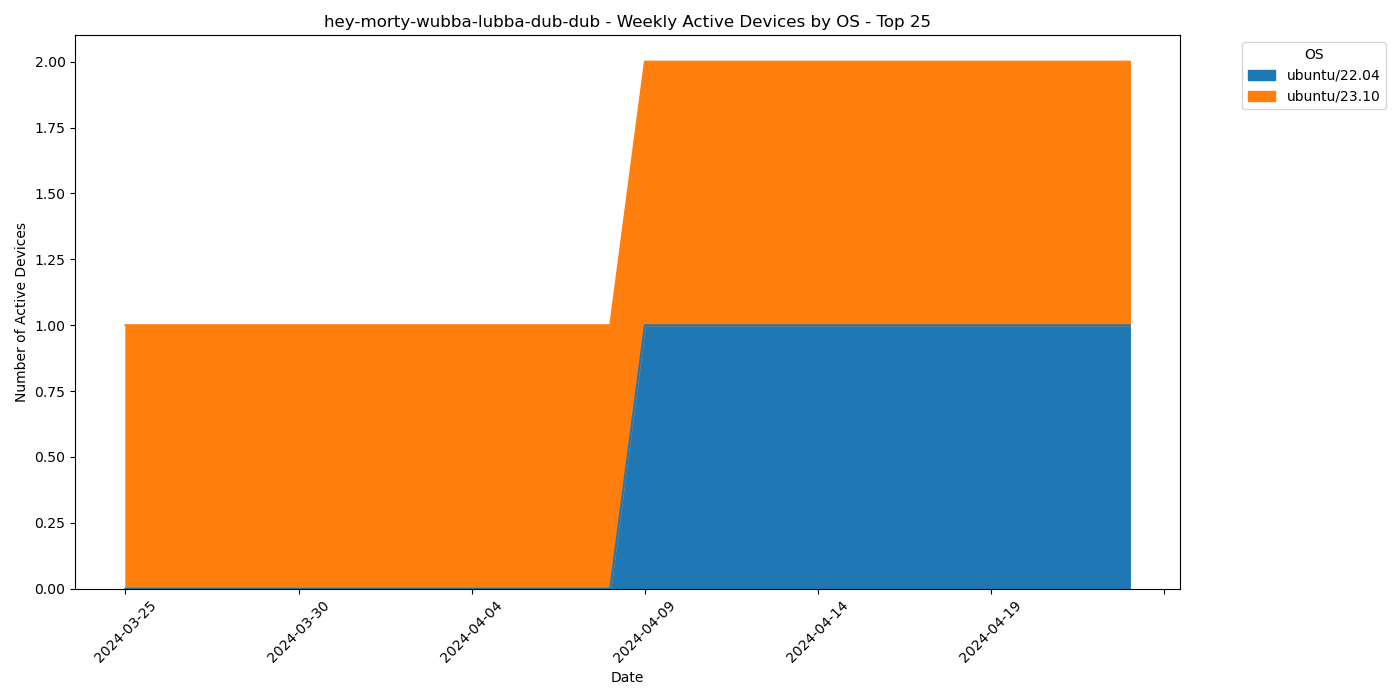 hey-morty-wubba-lubba-dub-dub - Weekly Active Devices by OS - Top 25
OS
ubuntu/22.04
ubuntu/23.10
Number of Active Devices
2.00
1.75
1.50
1.25
1.00
0.75
0.50
0.25
0.00
2024-03-25
2024-03-30
2024-04-04
2024-04-09
2024-04-14
2024-04-19
Date